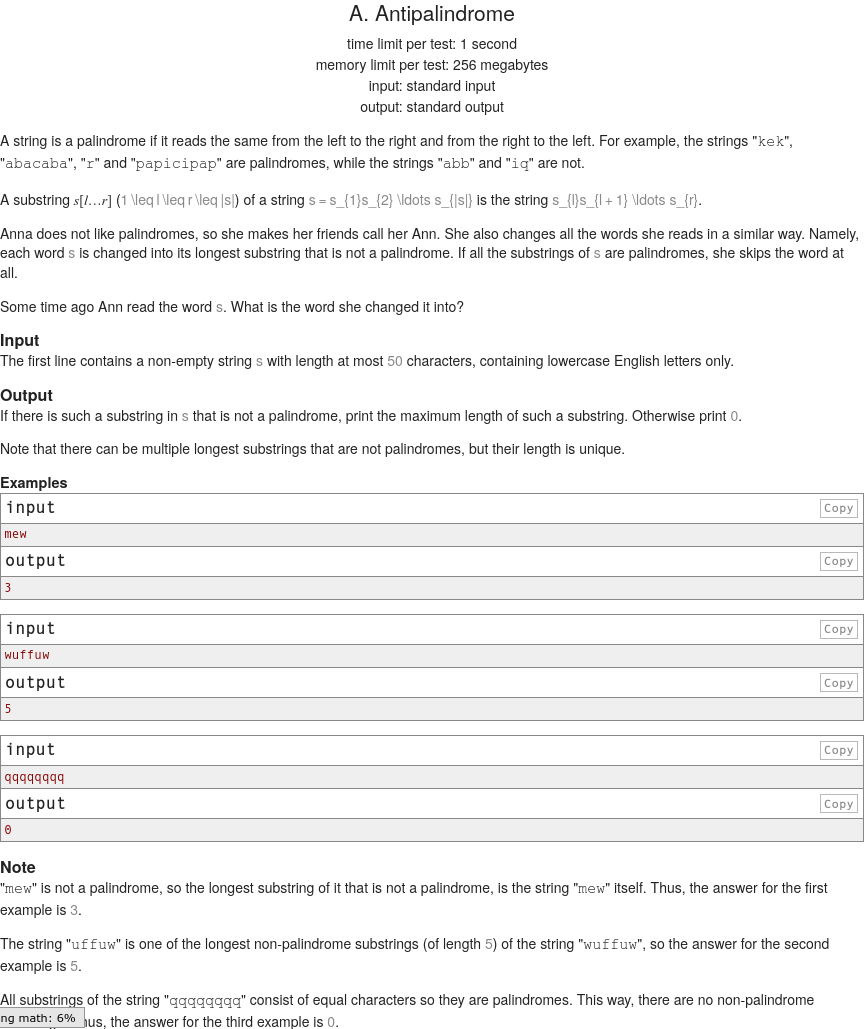 A. Antipalindrome
time limit per test: 1 second
memory limit per test: 256 megabytes
input: standard input
output: standard output
A string is a palindrome if it reads the same from the left to the right and from the right to the left. For example, the strings "kek",
"abacaba", "r" and "papicipap" are palindromes, while the strings "abb" and "iq" are not.
A substring s[l…r] (1 \leq l \leq r \leq |s|) of a string s = s_{1}s_{2} \ldots s_{|s|} is the string s_{l}s_{l + 1} \ldots s_{r}.
Anna does not like palindromes, so she makes her friends call her Ann. She also changes all the words she reads in a similar way. Namely,
each word s is changed into its longest substring that is not a palindrome. If all the substrings of s are palindromes, she skips the word at
all.
Some time ago Ann read the word s. What is the word she changed it into?
Input
The first line contains a non-empty string s with length at most 50 characters, containing lowercase English letters only.
Output
If there is such a substring in s that is not a palindrome, print the maximum length of such a substring. Otherwise print 0.
Note that there can be multiple longest substrings that are not palindromes, but their length is unique.
Examples
input Copy
mew
output Copy
3
input Copy
wuffuw
output Copy
5
input Copy
qqqqqqqq
output Copy
0
Note
"mew" is not a palindrome, so the longest substring of it that is not a palindrome, is the string "mew" itself. Thus, the answer for the first
example is 3.
The string "uffuw" is one of the longest non-palindrome substrings (of length 5) of the string "wuffuw", so the answer for the second
example is 5.
All substrings of the string "qqqqqqqq" consist of equal characters so they are palindromes. This way, there are no non-palindrome
ng math: 6% hus, the answer for the third example is 0.